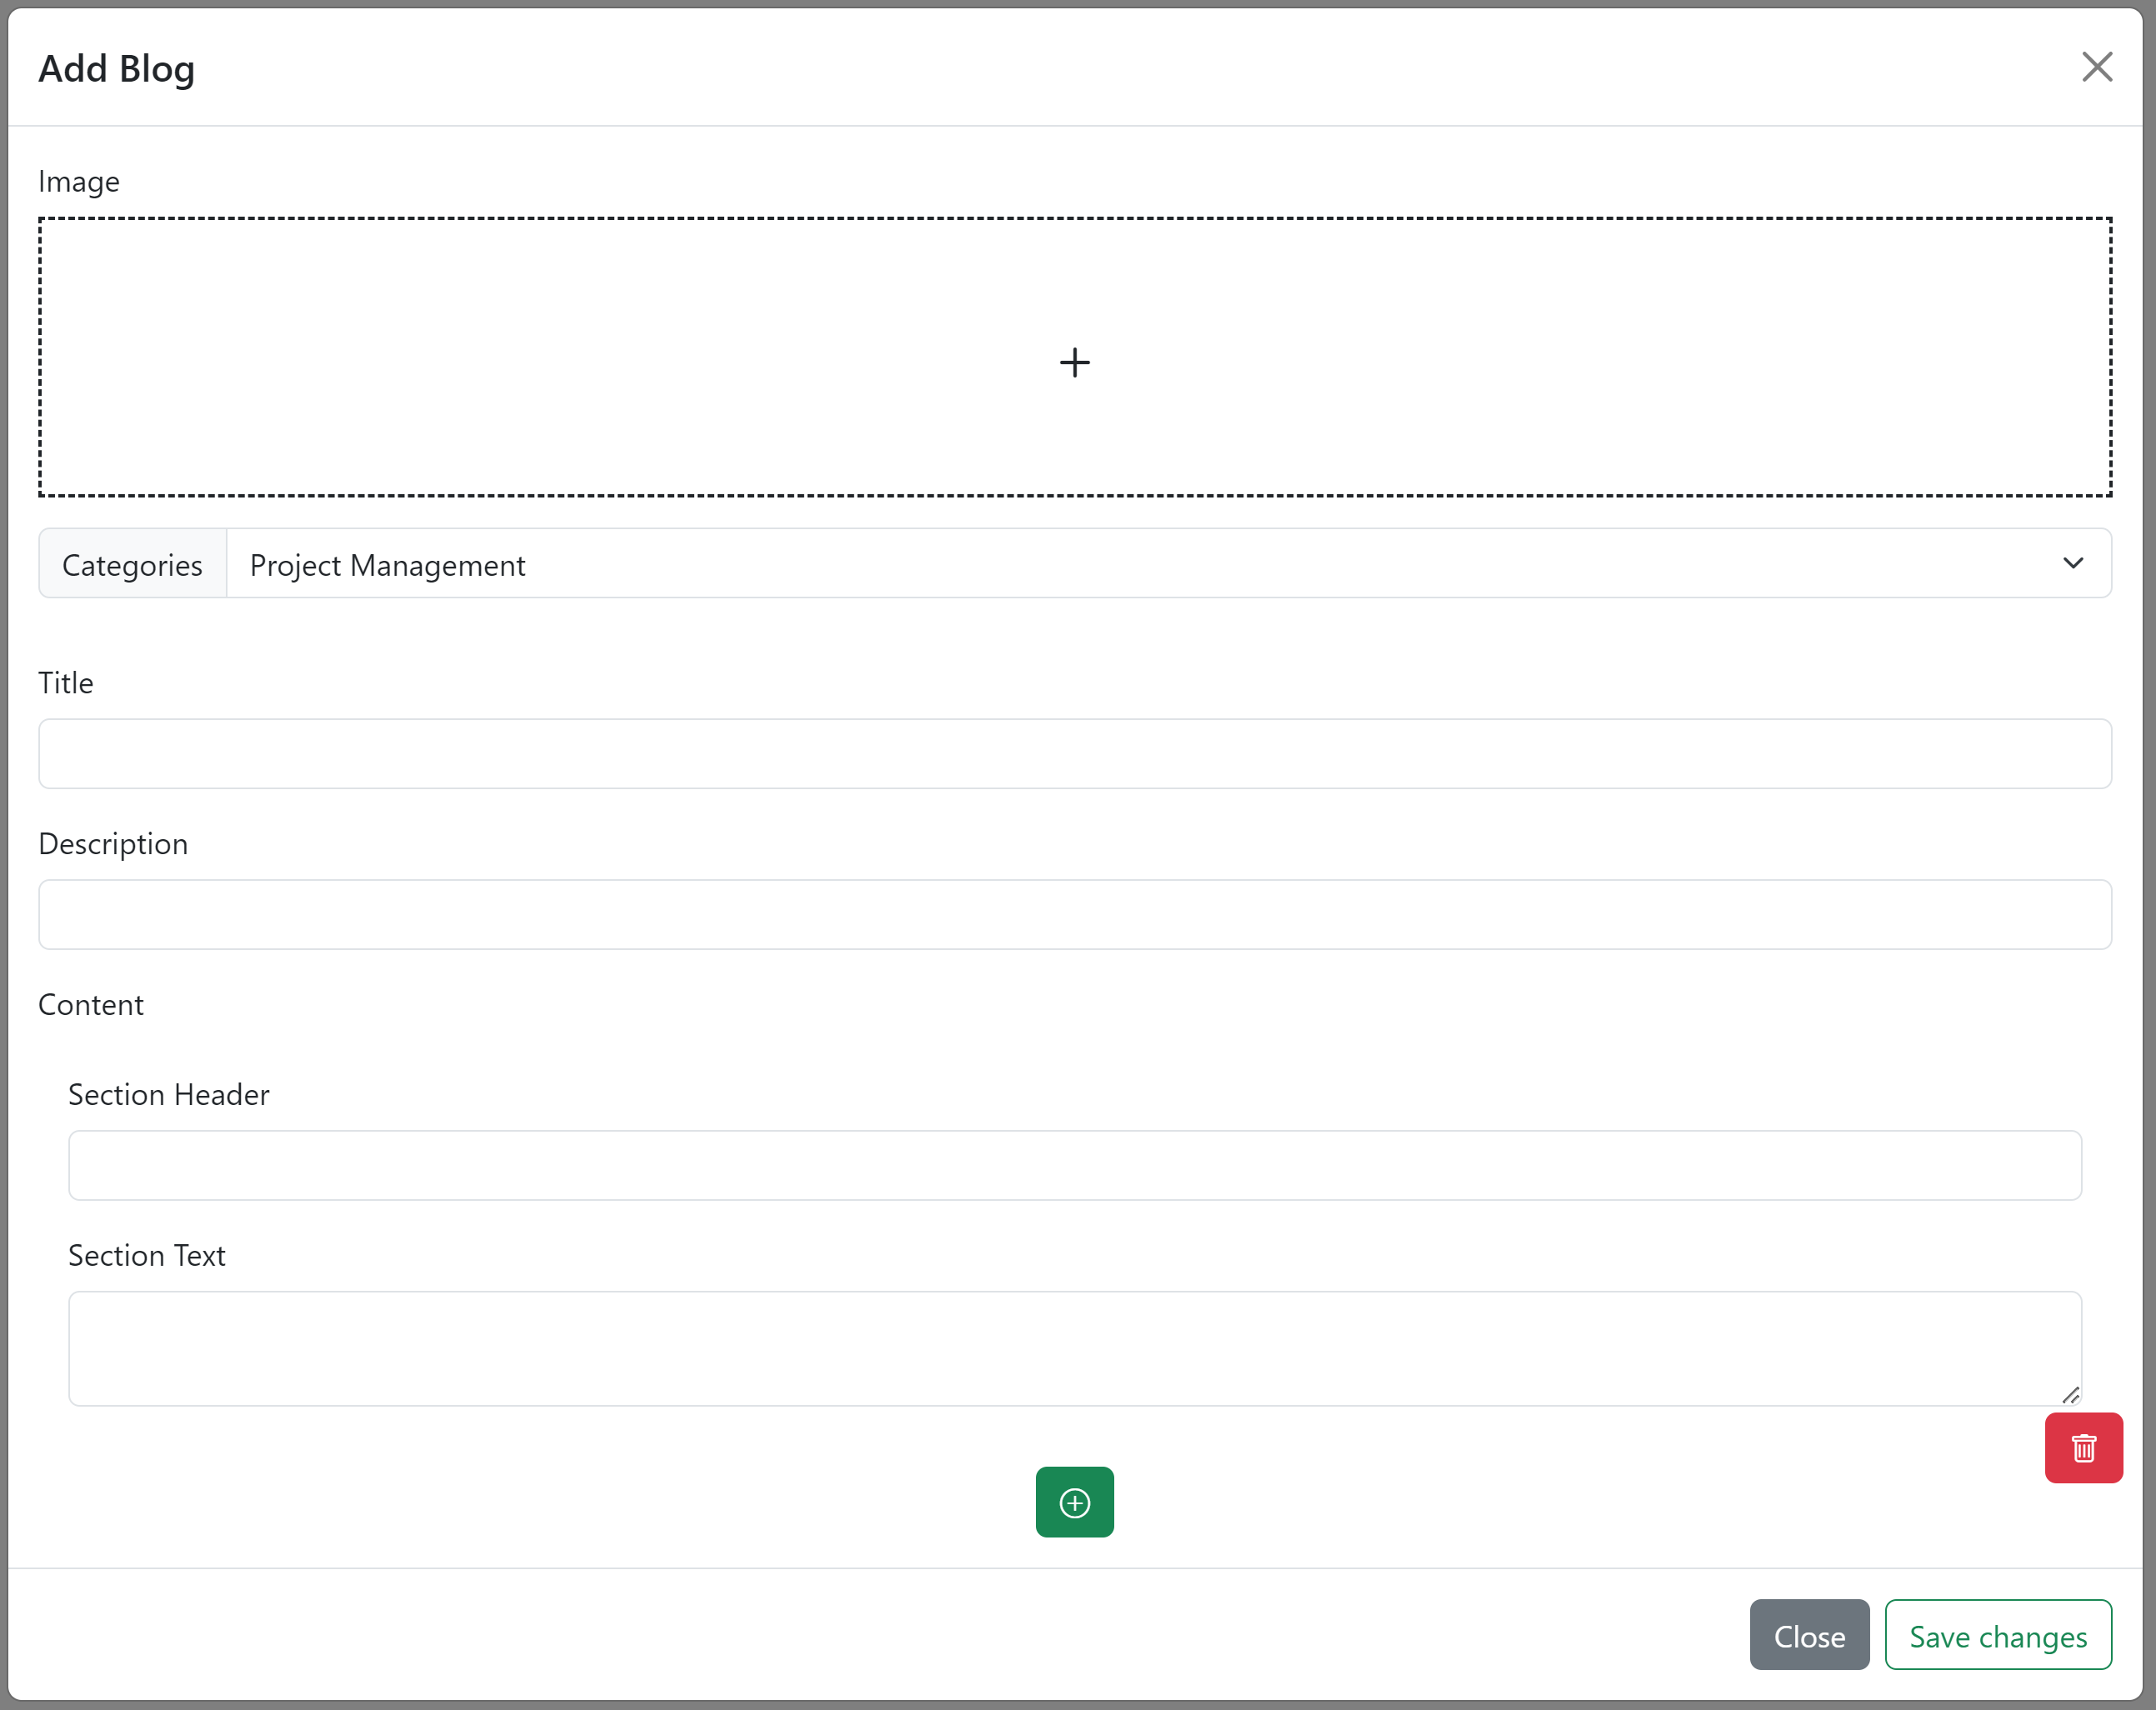 Add Blog
Image
Categories
Project Management
Title
Description
Content
Section Header
Section Text
Close
Save changes